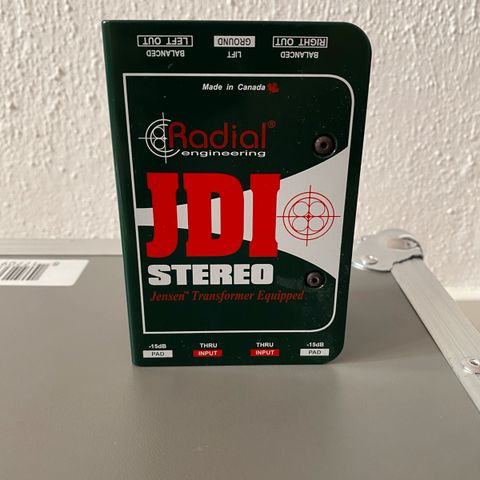 BALANCED RIGHT OUT
LIFT GROUND
BALANCED LEFT OUT
Made in Canada
Radial®
engineering
JDI
STEREO
Jensen™ Transformer Equipped
-15dB THRU THRU -15dB
PAD INPUT INPUT PAD